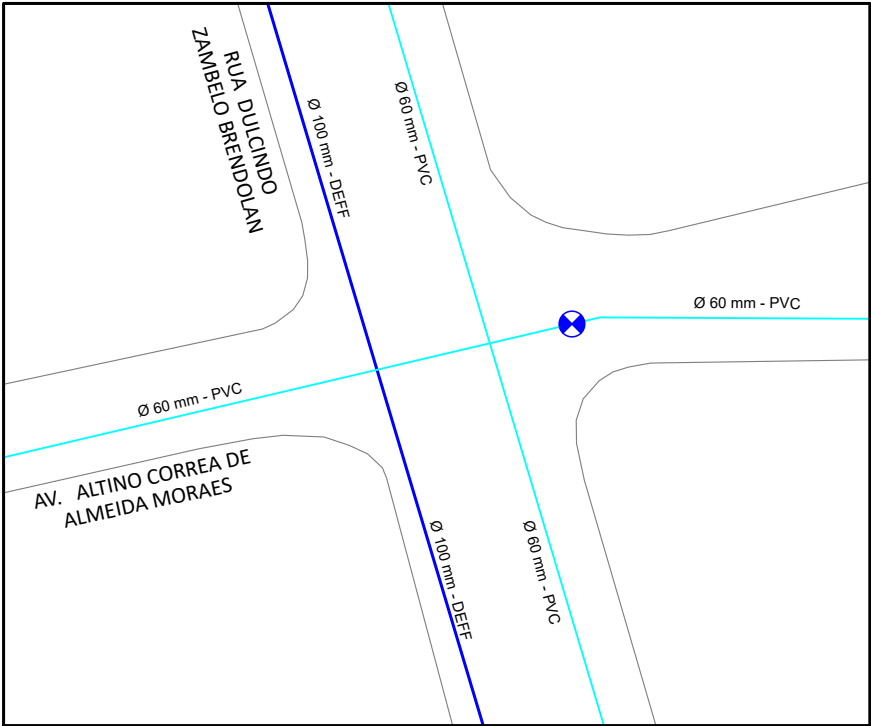 RUA  DULCINDO
ZAMBELO BRENDOLAN
Ø 100 mm - DEFF
Ø 60 mm - PVC
Ø 60 mm - PVC
Ø 60 mm - PVC
AV.   ALTINO CORREA DE
ALMEIDA MORAES
Ø 100 mm - DEFF
Ø 60 mm - PVC